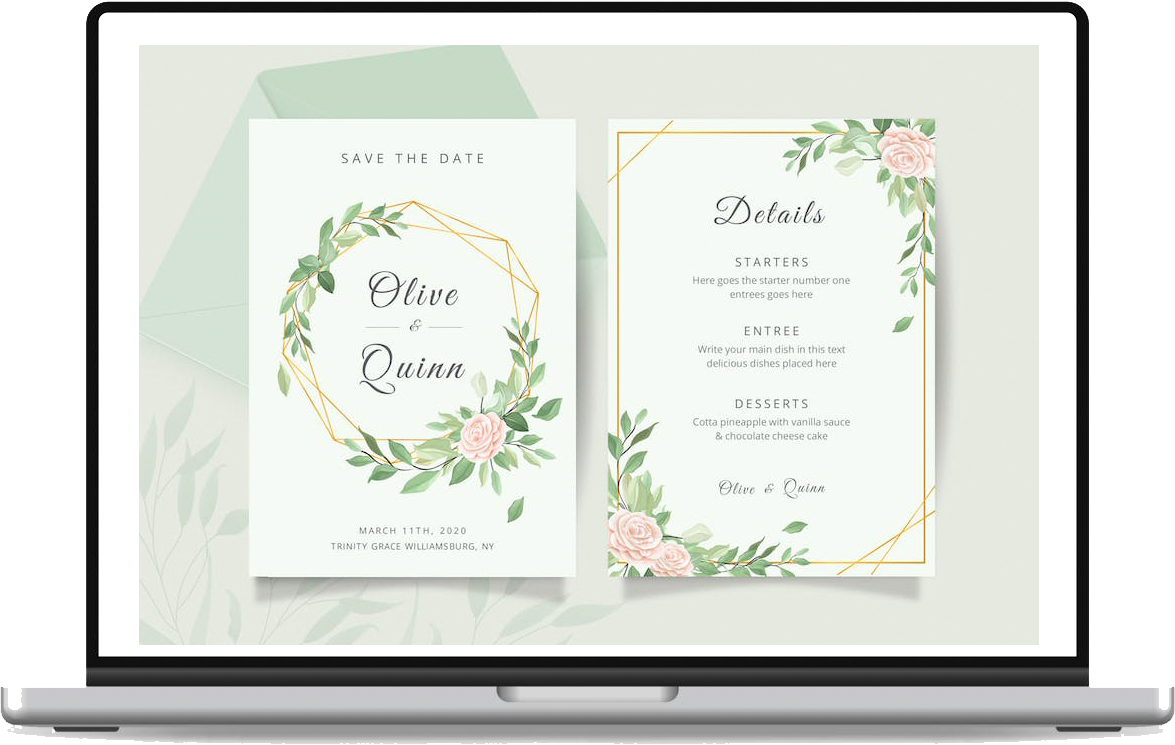 SAVE THE DATE
Olive
&
Quinn
MARCH 11TH, 2020
TRINITY GRACE WILLIAMSBURG, NY
Details
STARTERS
Here goes the starter number one
entrees goes here
ENTREE
Write your main dish in this text
delicious dishes placed here
DESSERTS
Cotta pineapple with vanilla sauce
& chocolate cheese cake
Olive & Quinn